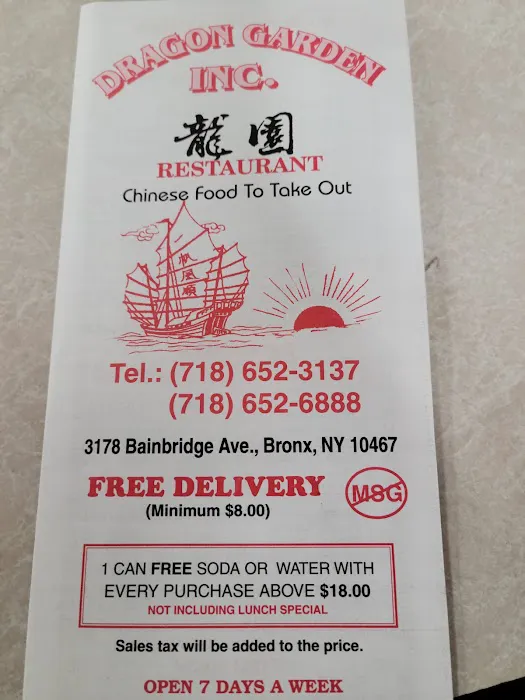 DRAGON GARDEN
INC.
龍園
RESTAURANT
Chinese Food To Take Out
帆風順
Tel.: (718) 652-3137
(718) 652-6888
3178 Bainbridge Ave., Bronx, NY 10467
FREE DELIVERY
(Minimum $8.00)
MSG
1 CAN FREE SODA OR WATER WITH
EVERY PURCHASE ABOVE $18.00
NOT INCLUDING LUNCH SPECIAL
Sales tax will be added to the price.
OPEN 7 DAYS A WEEK